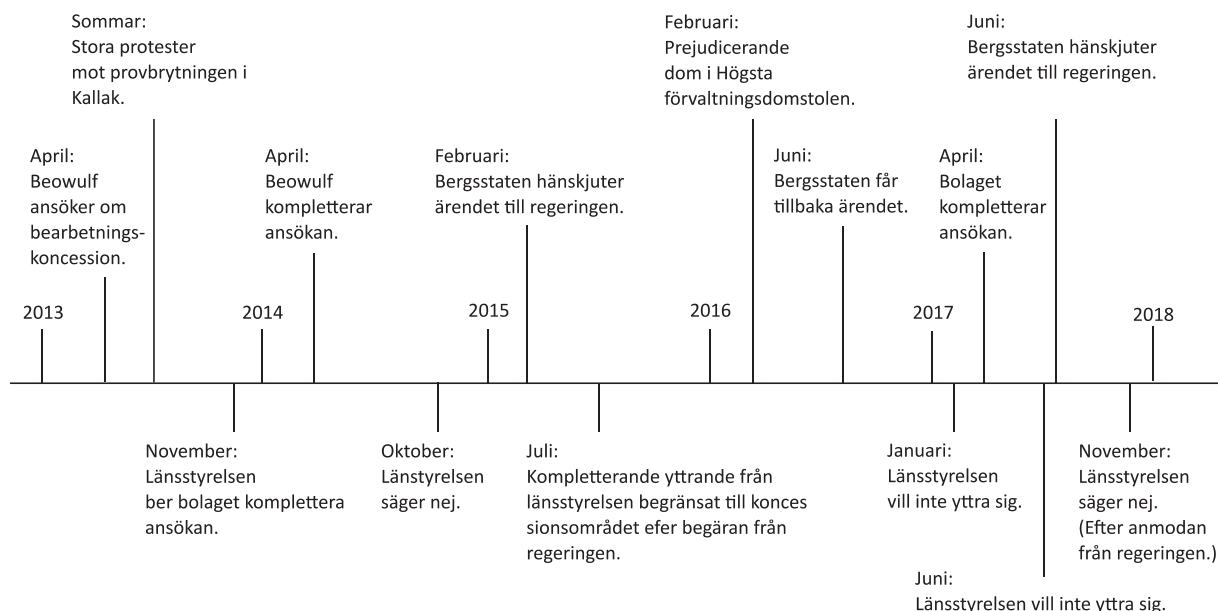 Sommar:
Stora protester
mot provbrytningen i
Kallak.
Februari:
Prejudicerande
dom i Högsta
förvaltningsdomstolen.
Juni:
Bergsstaten hänskjuter
ärendet till regeringen.
April:
Beowulf
ansöker om
bearbetnings-
koncession.
April:
Beowulf
kompletterar
ansökan.
Februari:
Bergsstaten hänskjuter
ärendet till regeringen.
Juni:
Bergsstaten får
tillbaka ärendet.
April:
Bolaget
kompletterar
ansökan.
2013
2014
2015
2016
2017
2018
November:
Länsstyrelsen
ber bolaget komplettera
ansökan.
Oktober:
Länstyrelsen
säger nej.
Juli:
Kompletterande yttrande från
länsstyrelsen begränsat till konces
sionsområdet efer begäran från
regeringen.
Januari:
Länsstyrelsen
vill inte yttra sig.
November:
Länsstyrelsen
säger nej.
(Efter anmodan
från regeringen.)
Juni:
Länsstyrelsen vill inte yttra sig.